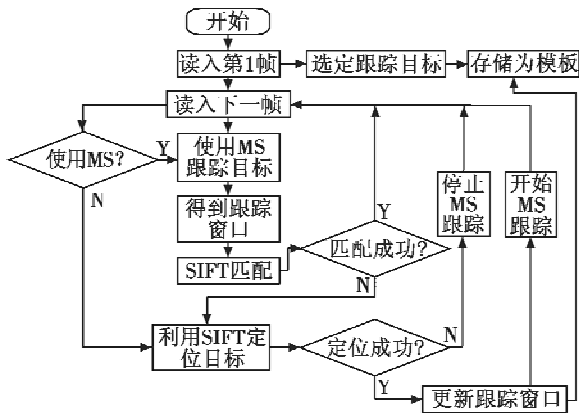 开始
读入第1帧
选定跟踪目标
存储为模板
读入下一帧
使用MS?
Y
使用MS
跟踪目标
N
得到跟踪
窗口
SIFT匹配
匹配成功?
Y
N
停止
MS
跟踪
开始
MS
跟踪
利用SIFT定
位目标
定位成功?
N
Y
更新跟踪窗口